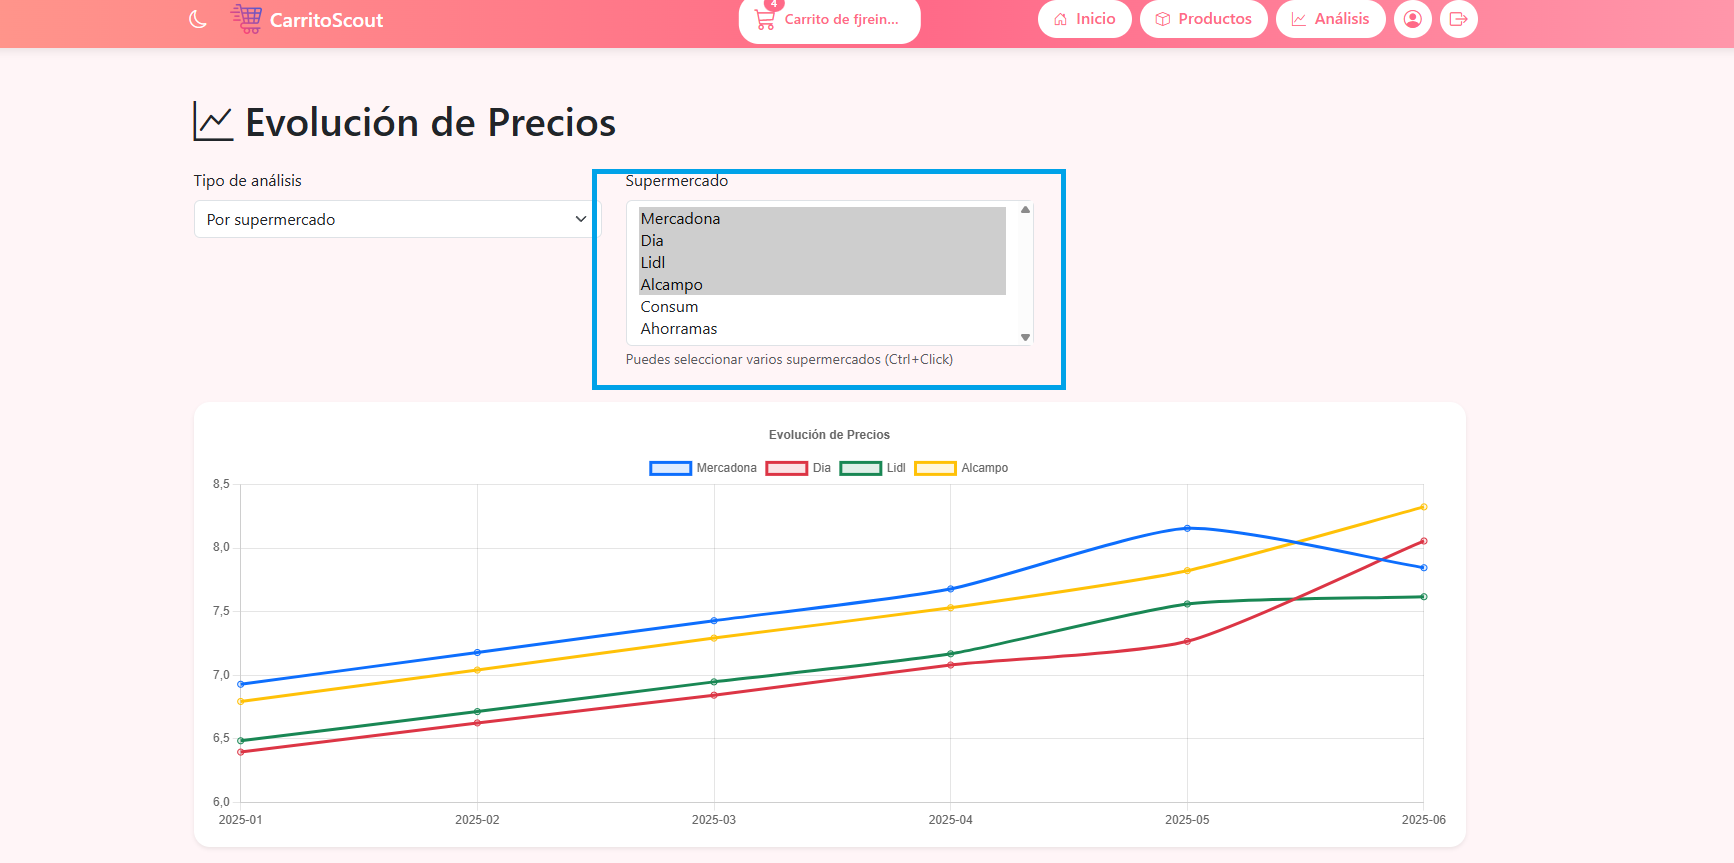 CarritoScout
4
Carrito de fjrein...
Inicio
Productos
Análisis
Evolución de Precios
Tipo de análisis
Por supermercado
Supermercado
Mercadona
Dia
Lidl
Alcampo
Consum
Ahorramas
Puedes seleccionar varios supermercados (Ctrl+Click)
Evolución de Precios
Mercadona Dia Lidl Alcampo
8,5
8,0
7,5
7,0
6,5
6,0
2025-01 2025-02 2025-03 2025-04 2025-05 2025-06